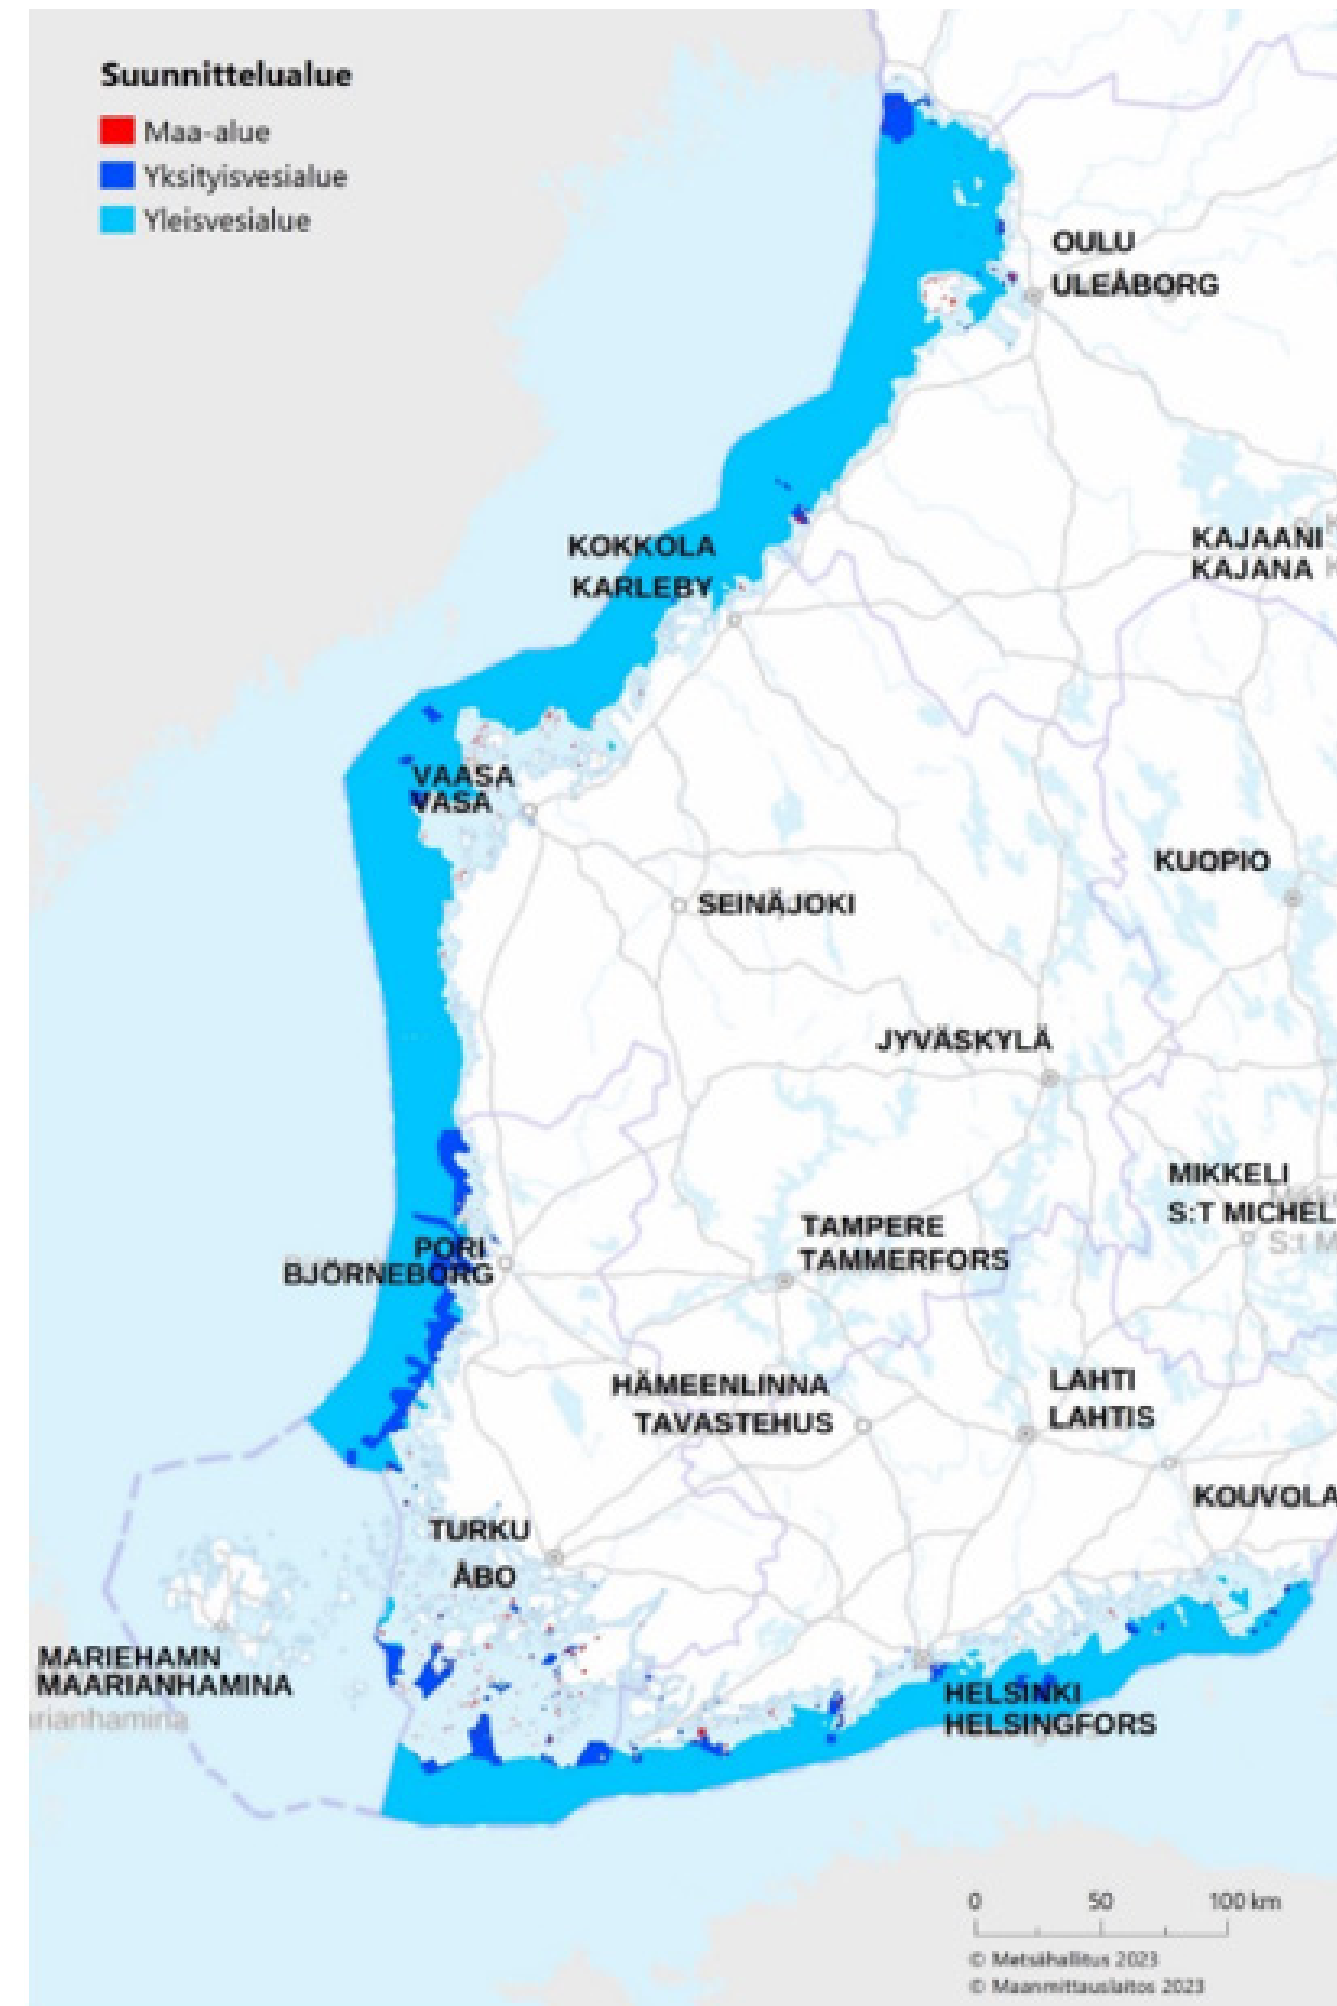 Suunnittelualue
Maa-alue
Yksityisvesialue
Yleisvesialue
OULU
ULEÅBORG
KOKKOLA
KARLEBY
KAJAANI
KAJANA
VAASA
VASA
KUOPIO
SEINÄJOKI
JYVÄSKYLÄ
MIKKELI
S:T MICHEL
S:t M
TAMPERE
TAMMERFORS
PORI
BJÖRNEBORG
HÄMEENLINNA
TAVASTEHUS
LAHTI
LAHTIS
KOUVOLA
TURKU
ÅBO
MARIEHAMN
MAARIANHAMINA
arianhamina
HELSINKI
HELSINGFORS
0 50 100 km
© Metsähallitus 2023
© Maanmittauslaitos 2023